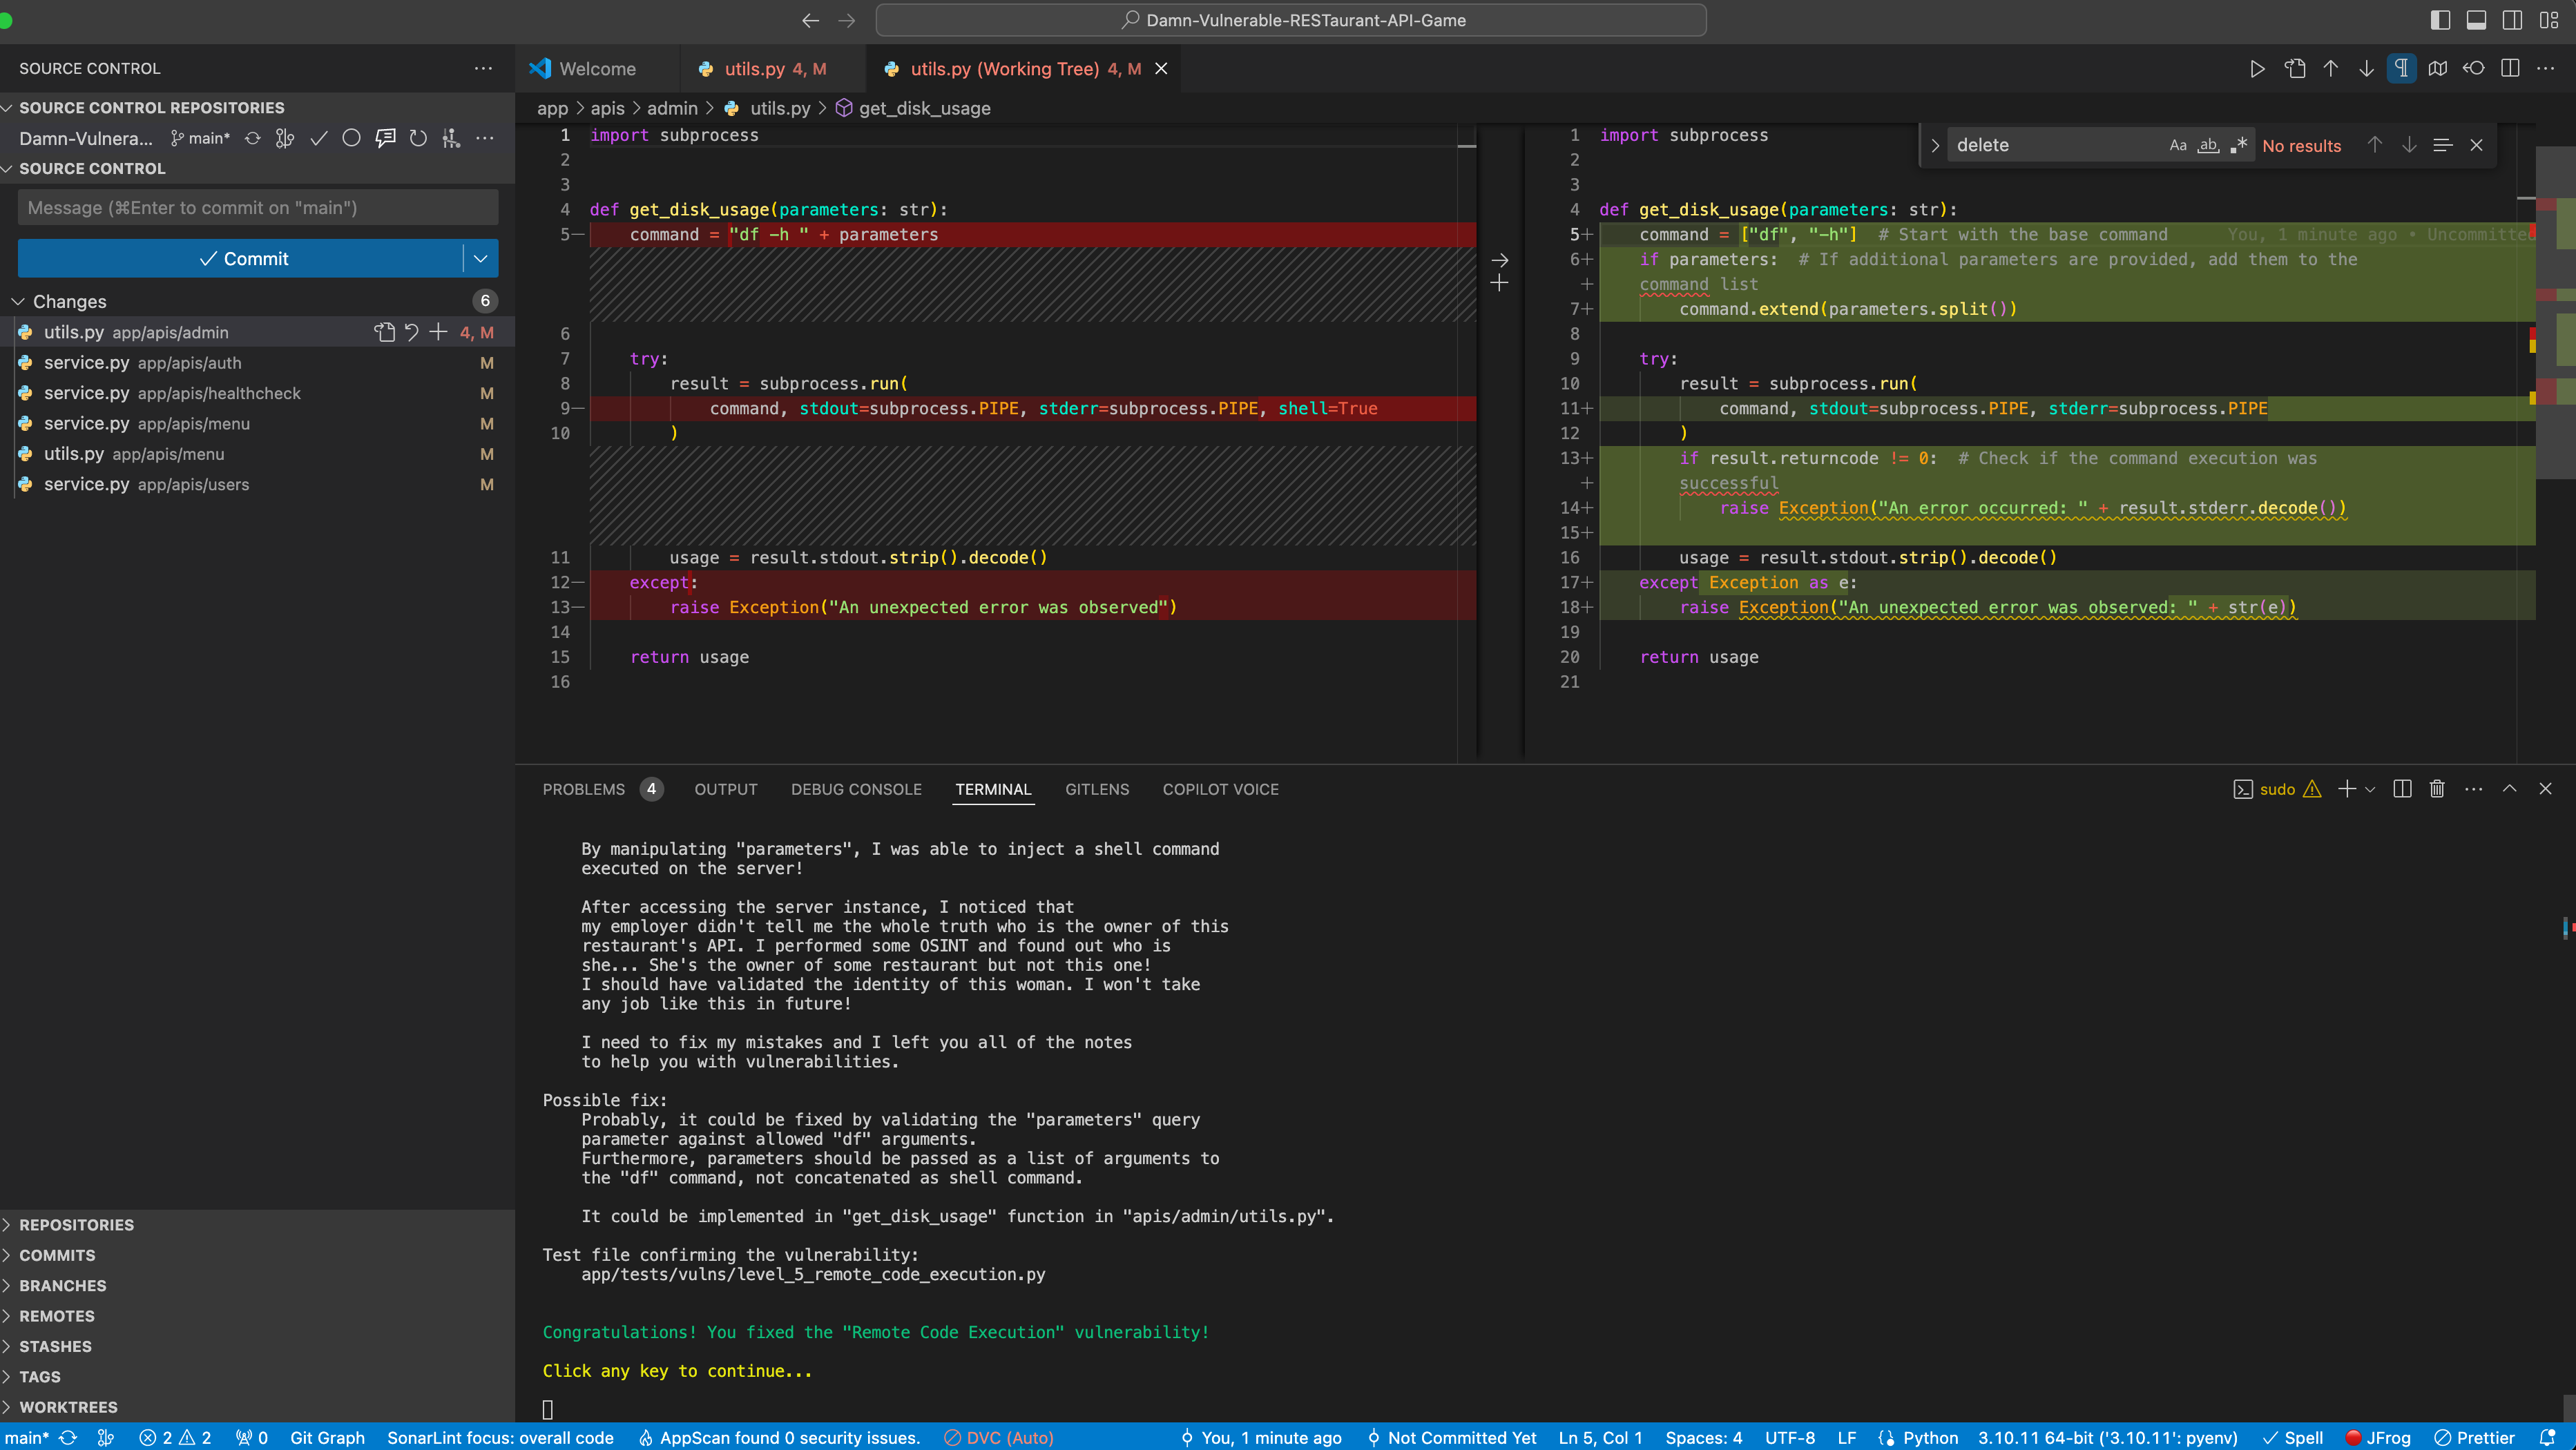 Damn-Vulnerable-RESTaurant-API-Game
SOURCE CONTROL
SOURCE CONTROL REPOSITORIES
Damn-Vulnera... main*
SOURCE CONTROL
Message (⌘Enter to commit on "main")
Commit
Changes 6
utils.py app/apis/admin 4, M
service.py app/apis/auth M
service.py app/apis/healthcheck M
service.py app/apis/menu M
utils.py app/apis/menu M
service.py app/apis/users M
REPOSITORIES
COMMITS
BRANCHES
REMOTES
STASHES
TAGS
WORKTREES
Welcome
utils.py 4, M
utils.py (Working Tree) 4, M
app > apis > admin > utils.py > get_disk_usage
1 import subprocess
2
3
4 def get_disk_usage(parameters: str):
5— command = "df -h " + parameters
6
7 try:
8 result = subprocess.run(
9— command, stdout=subprocess.PIPE, stderr=subprocess.PIPE, shell=True
10 )
11 usage = result.stdout.strip().decode()
12— except:
13— raise Exception("An unexpected error was observed")
14
15 return usage
16
delete Aa ab .* No results
1 import subprocess
2
3
4 def get_disk_usage(parameters: str):
5+ command = ["df", "-h"] # Start with the base command You, 1 minute ago • Uncommitted
6+ if parameters: # If additional parameters are provided, add them to the
+ command list
7+ command.extend(parameters.split())
8
9 try:
10 result = subprocess.run(
11+ command, stdout=subprocess.PIPE, stderr=subprocess.PIPE
12 )
13+ if result.returncode != 0: # Check if the command execution was
+ successful
14+ raise Exception("An error occurred: " + result.stderr.decode())
15+
16 usage = result.stdout.strip().decode()
17+ except Exception as e:
18+ raise Exception("An unexpected error was observed: " + str(e))
19
20 return usage
21
PROBLEMS 4 OUTPUT DEBUG CONSOLE TERMINAL GITLENS COPILOT VOICE
sudo
By manipulating "parameters", I was able to inject a shell command
executed on the server!
After accessing the server instance, I noticed that
my employer didn't tell me the whole truth who is the owner of this
restaurant's API. I performed some OSINT and found out who is
she... She's the owner of some restaurant but not this one!
I should have validated the identity of this woman. I won't take
any job like this in future!
I need to fix my mistakes and I left you all of the notes
to help you with vulnerabilities.
Possible fix:
Probably, it could be fixed by validating the "parameters" query
parameter against allowed "df" arguments.
Furthermore, parameters should be passed as a list of arguments to
the "df" command, not concatenated as shell command.
It could be implemented in "get_disk_usage" function in "apis/admin/utils.py".
Test file confirming the vulnerability:
app/tests/vulns/level_5_remote_code_execution.py
Congratulations! You fixed the "Remote Code Execution" vulnerability!
Click any key to continue...
main* 2 2 0 Git Graph SonarLint focus: overall code AppScan found 0 security issues. DVC (Auto) You, 1 minute ago Not Committed Yet Ln 5, Col 1 Spaces: 4 UTF-8 LF Python 3.10.11 64-bit ('3.10.11': pyenv) Spell JFrog Prettier